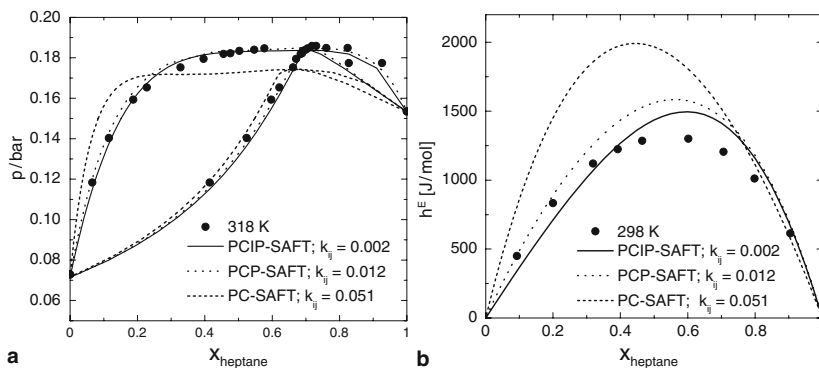 0.20
0.18
0.16
0.14
0.12
0.10
0.08
0.06
p/bar
318 K
PCIP-SAFT; k_ij = 0.002
PCP-SAFT; k_ij = 0.012
PC-SAFT; k_ij = 0.051
0 0.2 0.4 0.6 0.8 1
x_heptane
a
2000
1500
1000
500
0
h^E [J/mol]
298 K
PCIP-SAFT; k_ij = 0.002
PCP-SAFT; k_ij = 0.012
PC-SAFT; k_ij = 0.051
0 0.2 0.4 0.6 0.8 1
x_heptane
b